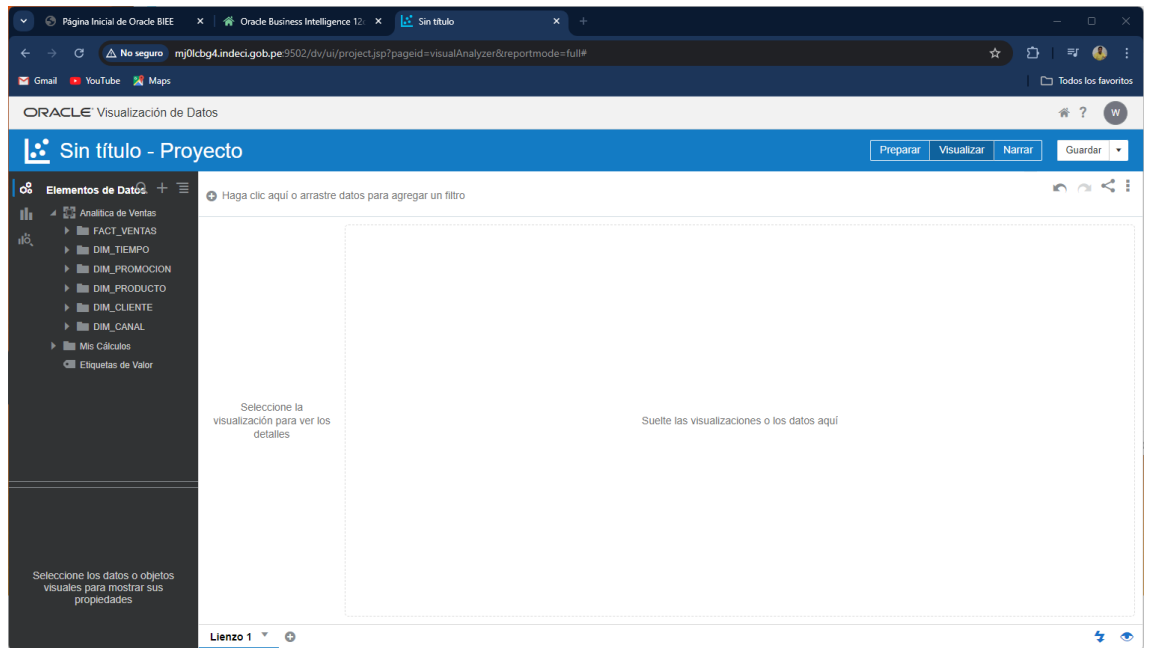 Página Inicial de Oracle BIEE
Oracle Business Intelligence 12c
Sin título
No seguro mj0lcbg4.indeci.gob.pe:9502/dv/ui/project.jsp?pageid=visualAnalyzer&reportmode=full#
Gmail YouTube Maps
Todos los favoritos
ORACLE Visualización de Datos
? W
Sin título - Proyecto
Preparar Visualizar Narrar Guardar
Elementos de Datos
Haga clic aquí o arrastre datos para agregar un filtro
Analítica de Ventas
FACT_VENTAS
DIM_TIEMPO
DIM_PROMOCION
DIM_PRODUCTO
DIM_CLIENTE
DIM_CANAL
Mis Cálculos
Etiquetas de Valor
Seleccione la
visualización para ver los
detalles
Suelte las visualizaciones o los datos aquí
Seleccione los datos o objetos
visuales para mostrar sus
propiedades
Lienzo 1